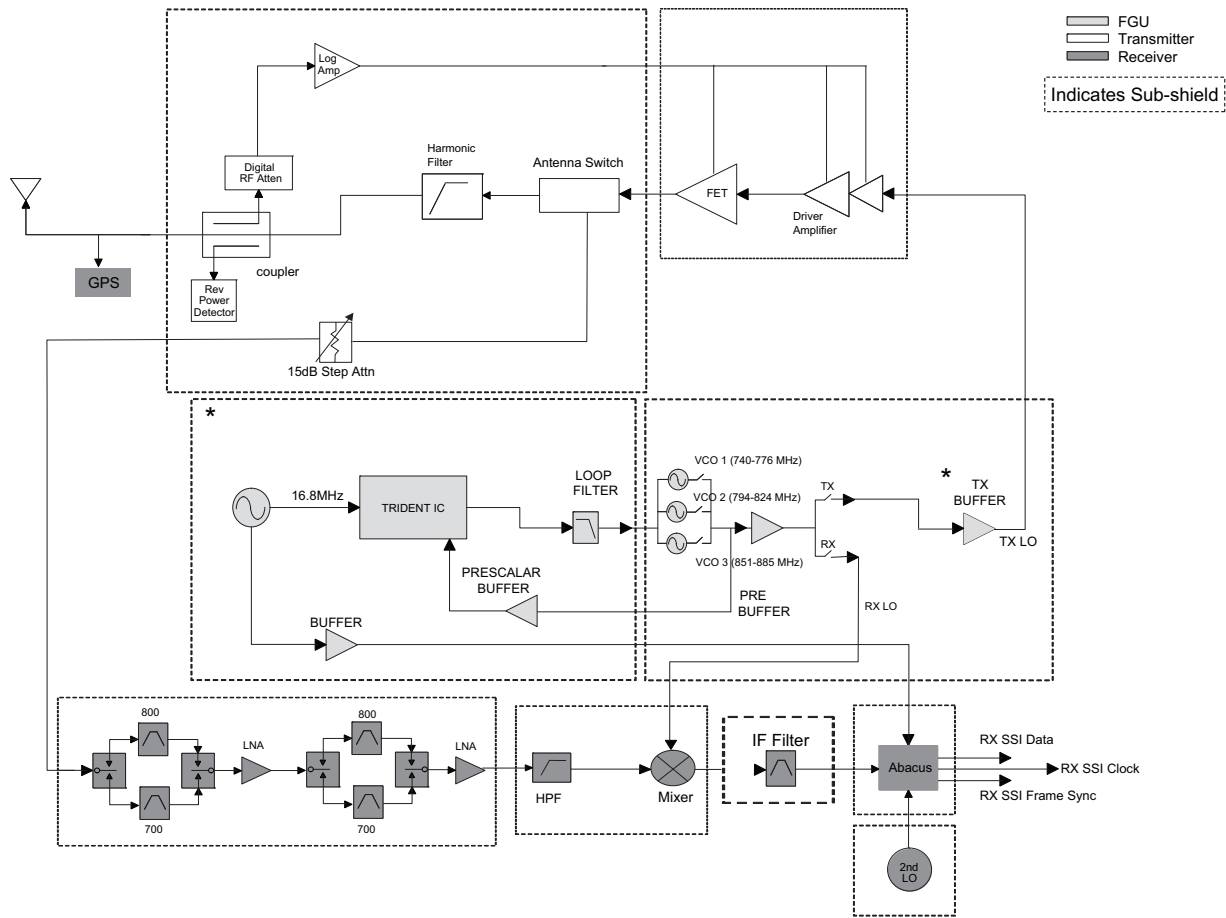 FGU
Transmitter
Receiver
Indicates Sub-shield
Log
Amp
Digital
RF Atten
Harmonic
Filter
Antenna Switch
FET
Driver
Amplifier
coupler
GPS
Rev
Power
Detector
15dB Step Attn
*
16.8MHz
TRIDENT IC
LOOP
FILTER
PRESCALAR
BUFFER
BUFFER
VCO 1 (740-776 MHz)
VCO 2 (794-824 MHz)
VCO 3 (851-885 MHz)
PRE
BUFFER
TX
RX
RX LO
*
TX
BUFFER
TX LO
800
700
LNA
800
700
LNA
HPF
Mixer
IF Filter
Abacus
RX SSI Data
RX SSI Clock
RX SSI Frame Sync
2nd
LO